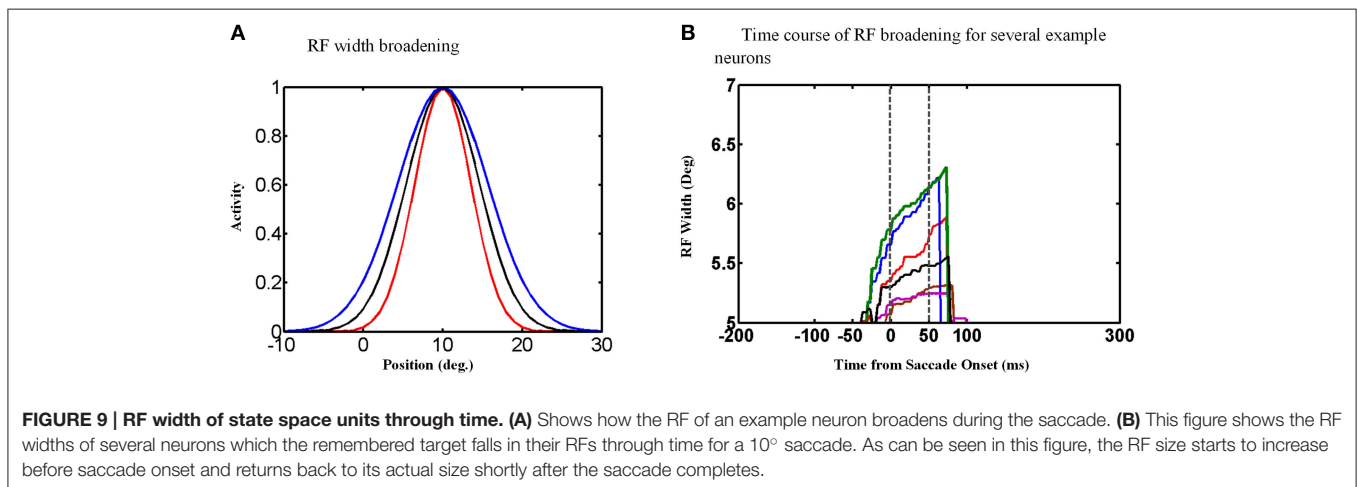 A
RF width broadening
1
0.8
0.6
0.4
0.2
0
Activity
-10
0
10
20
30
Position (deg.)
B
Time course of RF broadening for several example
neurons
7
6.5
6
5.5
5
RF Width (Deg)
-200
-100
-50
0
50
100
300
Time from Saccade Onset (ms)
FIGURE 9 | RF width of state space units through time. (A) Shows how the RF of an example neuron broadens during the saccade. (B) This figure shows the RF
widths of several neurons which the remembered target falls in their RFs through time for a 10° saccade. As can be seen in this figure, the RF size starts to increase
before saccade onset and returns back to its actual size shortly after the saccade completes.